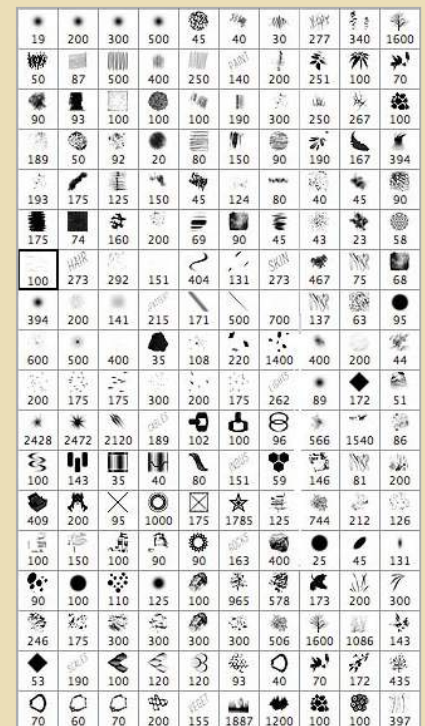 19 200 300 500 45 40 30 277 340 1600
50 87 500 400 250 PAINT 140 200 251 100 70
90 93 100 100 100 190 300 250 267 100
189 50 92 20 80 150 90 190 167 394
193 175 125 150 45 124 80 40 45 90
175 74 160 200 69 90 45 43 23 58
HAIR SKIN
100 273 292 151 404 131 273 467 75 68
394 200 141 215 171 500 700 137 63 95
600 500 400 35 108 220 1400 400 200 44
LIGHTS
200 175 175 300 200 175 262 89 172 51
CABLES
2428 2472 2120 189 102 100 96 566 1540 86
100 143 35 40 80 151 59 146 81 200
409 200 95 1000 175 1785 125 744 212 126
ROCKS
100 150 100 90 90 163 400 25 45 131
90 100 110 125 100 965 578 173 200 300
246 175 300 300 300 300 506 1600 1086 143
SCALES
53 190 100 120 120 93 40 70 172 435
VEGET
70 60 70 200 155 1887 1200 100 100 397